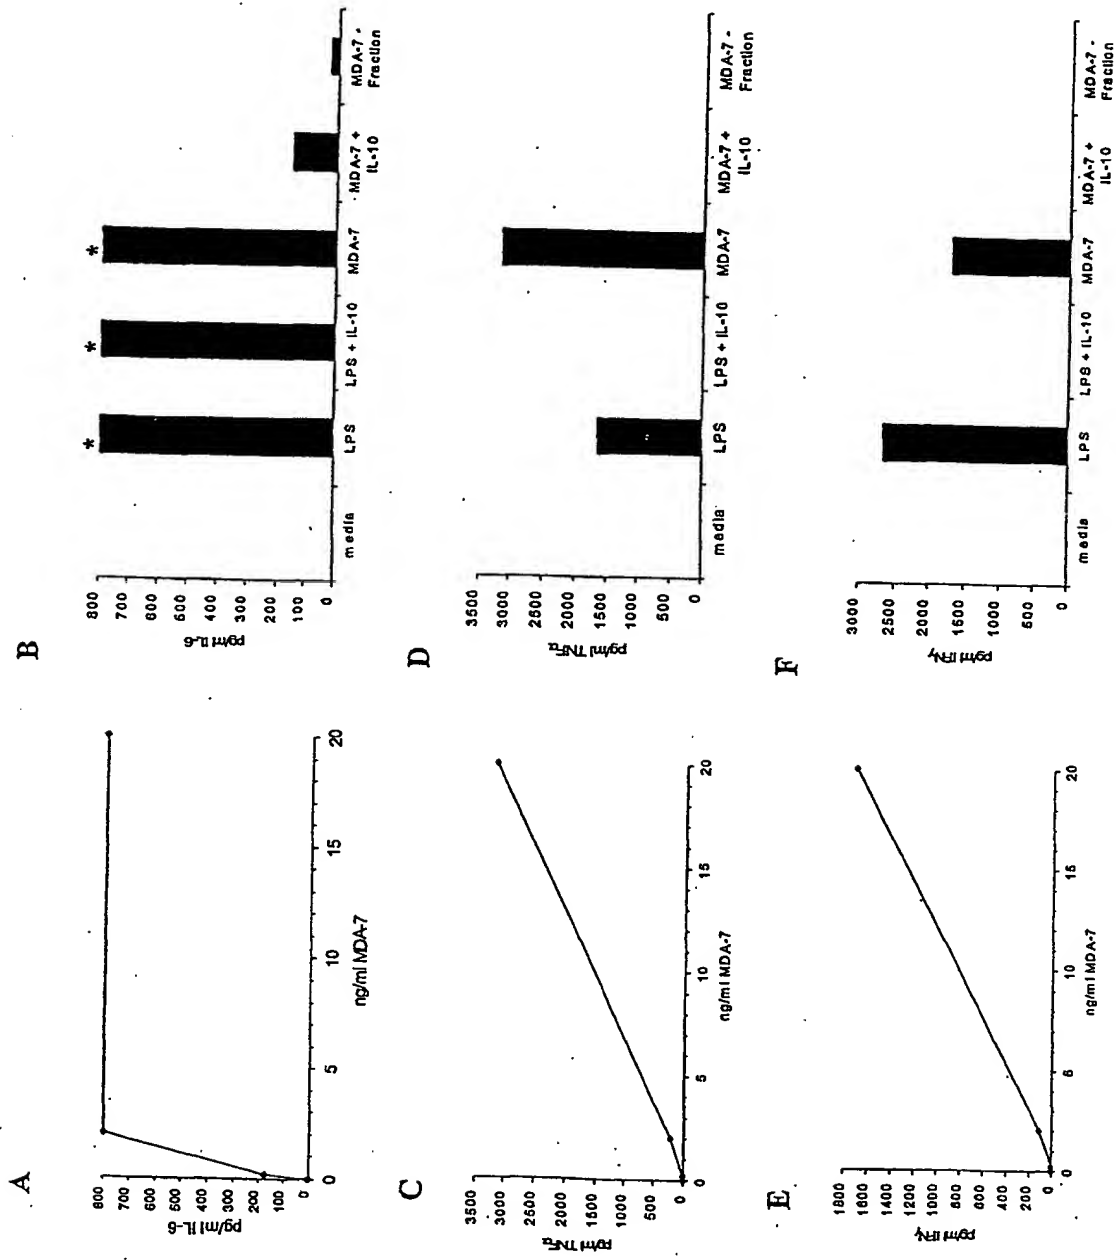 A
pg/ml IL-6
800
700
600
500
400
300
200
100
0
0
5
10
15
20
ng/ml MDA-7
B
pg/ml IL-6
800
700
600
500
400
300
200
100
0
*
*
*
media
LPS
LPS + IL-10
MDA-7
MDA-7 +
IL-10
MDA-7 -
Fraction
C
pg/ml TNFα
3500
3000
2500
2000
1500
1000
500
0
0
5
10
15
20
ng/ml MDA-7
D
pg/ml TNFα
3500
3000
2500
2000
1500
1000
500
0
media
LPS
LPS + IL-10
MDA-7
MDA-7 +
IL-10
MDA-7 -
Fraction
E
pg/ml IFγ
1800
1600
1400
1200
1000
800
600
400
200
0
0
6
10
16
20
ng/ml MDA-7
F
pg/ml IFγ
3000
2500
2000
1500
1000
500
0
media
LPS
LPS + IL-10
MDA-7
MDA-7 +
IL-10
MDA-7 -
Fraction